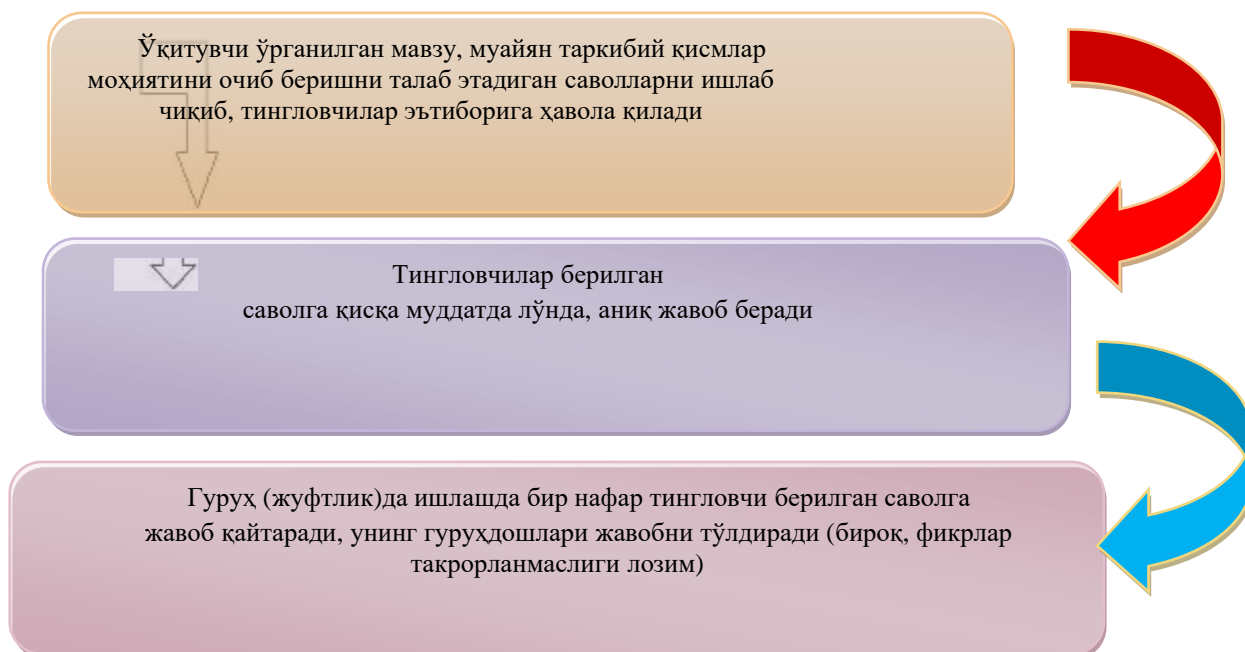 Ўқитувчи ўрганилган мавзу, муайян таркибий қисмлар
моҳиятини очиб беришни талаб этадиган саволларни ишлаб
чиқиб, тингловчилар эътиборига ҳавола қилади
Тингловчилар берилган
саволга қисқа муддатда лўнда, аниқ жавоб беради
Гуруҳ (жуфтлик)да ишлашда бир нафар тингловчи берилган саволга
жавоб қайтаради, унинг гуруҳдошлари жавобни тўлдиради (бироқ, фикрлар
такрорланмаслиги лозим)